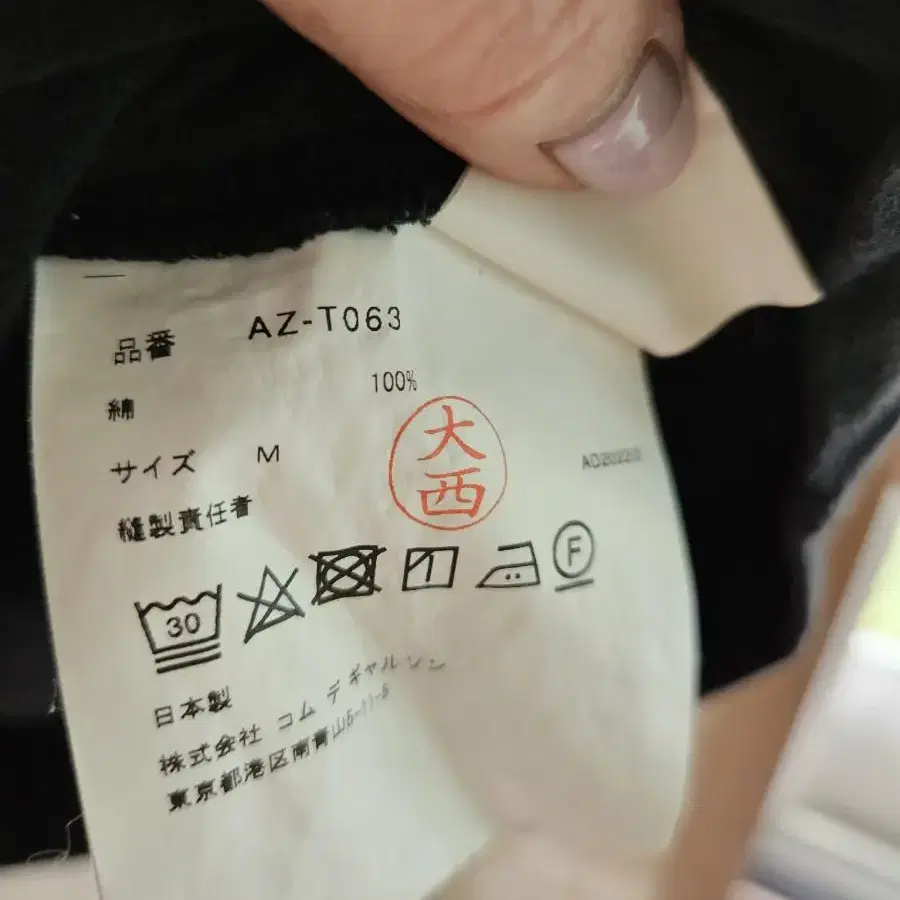 品番 AZ-T063
綿 100%
サイズ M
大西
縫製責任者
30
F
日本製
株式会社 コム デ ギャルソン
東京都港区南青山5-11-5